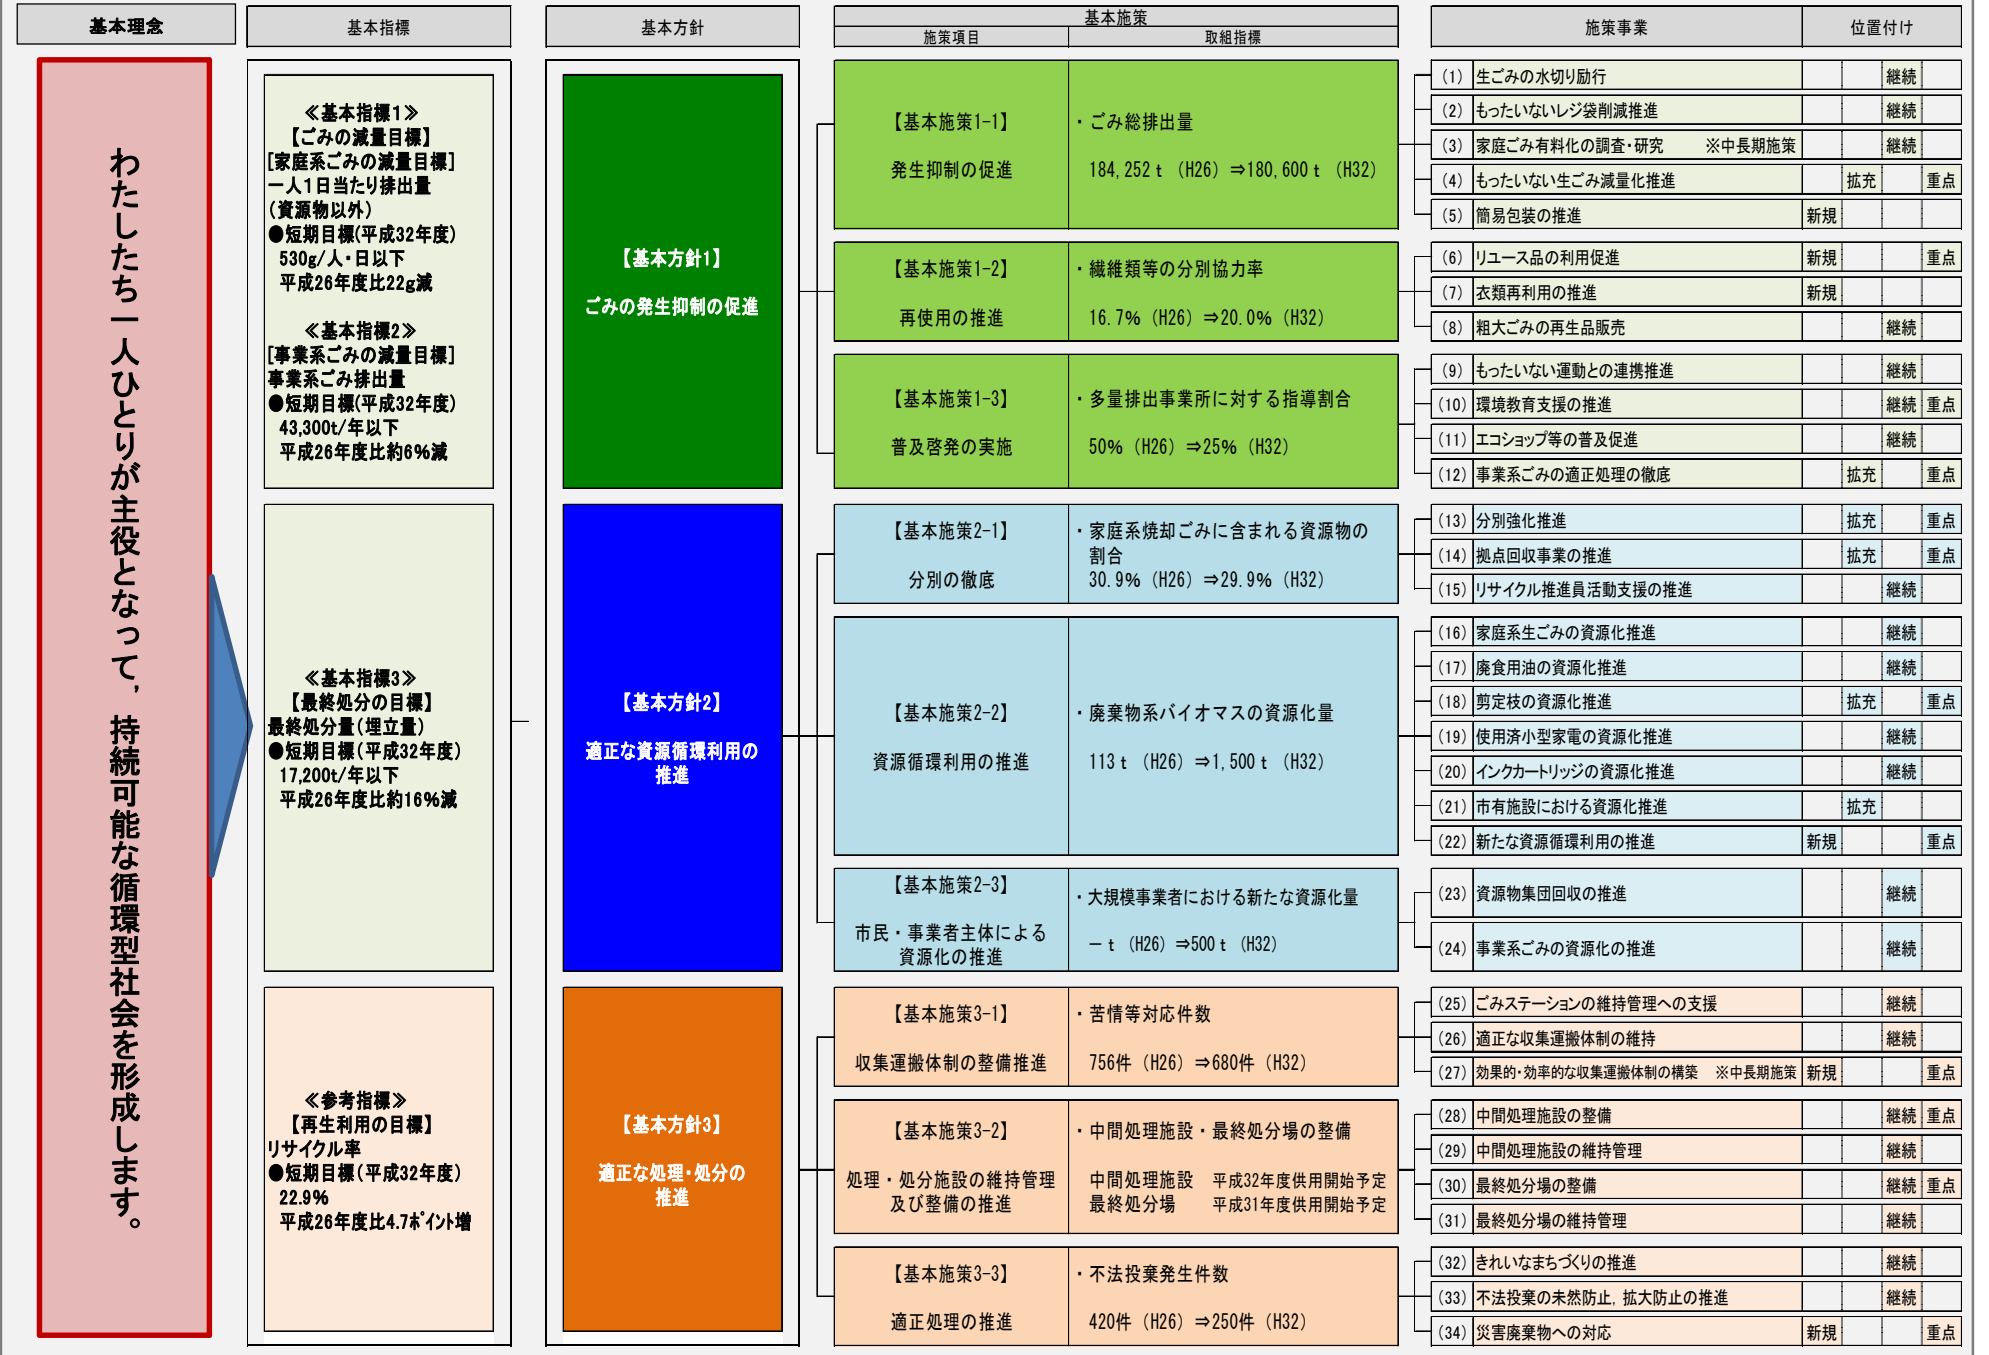 基本理念
基本指標
基本方針
基本施策
施策項目
取組指標
施策事業
位置付け
わたしたち一人ひとりが主役となって，持続可能な循環型社会を形成します。
≪基本指標1≫
【ごみの減量目標】
[家庭系ごみの減量目標]
一人1日当たり排出量
(資源物以外)
●短期目標(平成32年度)
530g/人・日以下
平成26年度比22g減
≪基本指標2≫
[事業系ごみの減量目標]
事業系ごみ排出量
●短期目標(平成32年度)
43,300t/年以下
平成26年度比約6%減
≪基本指標3≫
【最終処分の目標】
最終処分量(埋立量)
●短期目標(平成32年度)
17,200t/年以下
平成26年度比約16%減
≪参考指標≫
【再生利用の目標】
リサイクル率
●短期目標(平成32年度)
22.9%
平成26年度比4.7ポイント増
【基本方針1】
ごみの発生抑制の促進
【基本方針2】
適正な資源循環利用の
推進
【基本方針3】
適正な処理・処分の
推進
【基本施策1-1】
発生抑制の促進
・ごみ総排出量
184,252ｔ（H26）⇒180,600ｔ（H32）
(1) 生ごみの水切り励行 継続
(2) もったいないレジ袋削減推進 継続
(3) 家庭ごみ有料化の調査・研究 ※中長期施策 継続
(4) もったいない生ごみ減量化推進 拡充 重点
(5) 簡易包装の推進 新規
【基本施策1-2】
再使用の推進
・繊維類等の分別協力率
16.7%（H26）⇒20.0%（H32）
(6) リユース品の利用促進 新規 重点
(7) 衣類再利用の推進 新規
(8) 粗大ごみの再生品販売 継続
【基本施策1-3】
普及啓発の実施
・多量排出事業所に対する指導割合
50%（H26）⇒25%（H32）
(9) もったいない運動との連携推進 継続
(10) 環境教育支援の推進 継続 重点
(11) エコショップ等の普及促進 継続
(12) 事業系ごみの適正処理の徹底 拡充 重点
【基本施策2-1】
分別の徹底
・家庭系焼却ごみに含まれる資源物の
割合
30.9%（H26）⇒29.9%（H32）
(13) 分別強化推進 拡充 重点
(14) 拠点回収事業の推進 拡充 重点
(15) リサイクル推進員活動支援の推進 継続
【基本施策2-2】
資源循環利用の推進
・廃棄物系バイオマスの資源化量
113ｔ（H26）⇒1,500ｔ（H32）
(16) 家庭系生ごみの資源化推進 継続
(17) 廃食用油の資源化推進 継続
(18) 剪定枝の資源化推進 拡充 重点
(19) 使用済小型家電の資源化推進 継続
(20) インクカートリッジの資源化推進 継続
(21) 市有施設における資源化推進 拡充
(22) 新たな資源循環利用の推進 新規 重点
【基本施策2-3】
市民・事業者主体による
資源化の推進
・大規模事業者における新たな資源化量
－ｔ（H26）⇒500ｔ（H32）
(23) 資源物集団回収の推進 継続
(24) 事業系ごみの資源化の推進 継続
【基本施策3-1】
収集運搬体制の整備推進
・苦情等対応件数
756件（H26）⇒680件（H32）
(25) ごみステーションの維持管理への支援 継続
(26) 適正な収集運搬体制の維持 継続
(27) 効果的・効率的な収集運搬体制の構築 ※中長期施策 新規 重点
【基本施策3-2】
処理・処分施設の維持管理
及び整備の推進
・中間処理施設・最終処分場の整備
中間処理施設 平成32年度供用開始予定
最終処分場 平成31年度供用開始予定
(28) 中間処理施設の整備 継続 重点
(29) 中間処理施設の維持管理 継続
(30) 最終処分場の整備 継続 重点
(31) 最終処分場の維持管理 継続
【基本施策3-3】
適正処理の推進
・不法投棄発生件数
420件（H26）⇒250件（H32）
(32) きれいなまちづくりの推進 継続
(33) 不法投棄の未然防止，拡大防止の推進 継続
(34) 災害廃棄物への対応 新規 重点